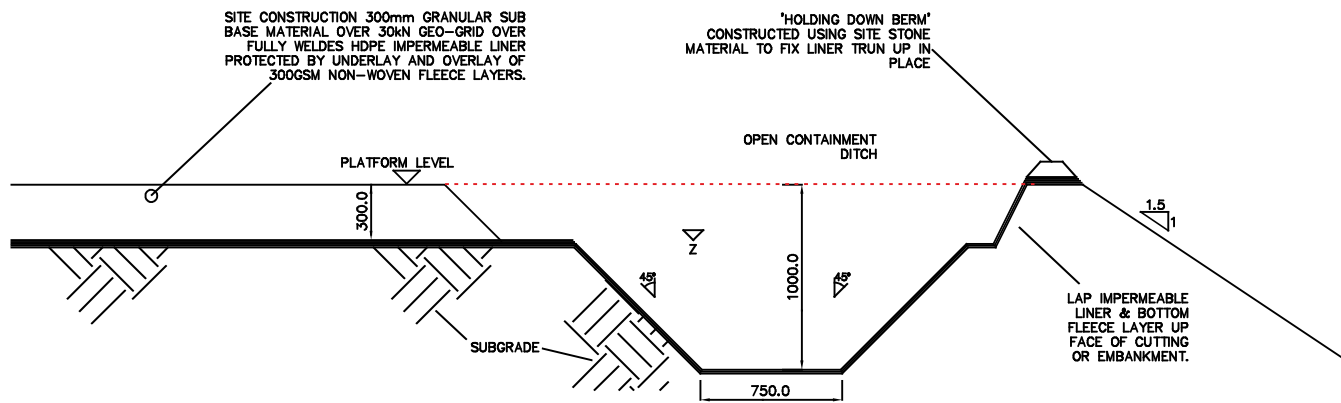 SITE CONSTRUCTION 300mm GRANULAR SUB
BASE MATERIAL OVER 30kN GEO-GRID OVER
FULLY WELDES HDPE IMPERMEABLE LINER
PROTECTED BY UNDERLAY AND OVERLAY OF
300GSM NON-WOVEN FLEECE LAYERS.
'HOLDING DOWN BERM'
CONSTRUCTED USING SITE STONE
MATERIAL TO FIX LINER TRUN UP IN
PLACE
OPEN CONTAINMENT
DITCH
PLATFORM LEVEL
300.0
Z
1000.0
1.5
1
45°
45°
LAP IMPERMEABLE
LINER & BOTTOM
FLEECE LAYER UP
FACE OF CUTTING
OR EMBANKMENT.
SUBGRADE
750.0